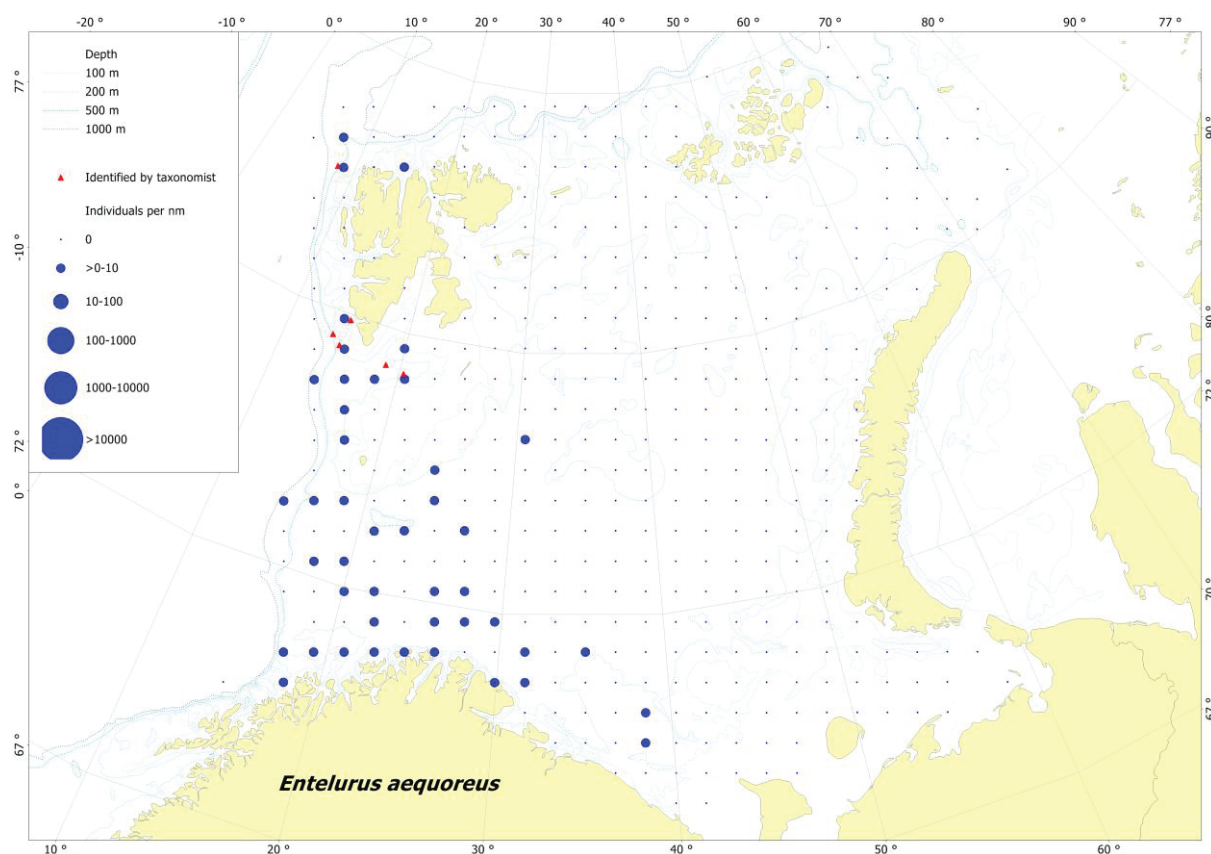 -20 ° -10 ° 0 ° 10 ° 20 ° 30 ° 40 ° 50 ° 60 ° 70 ° 80 ° 90 ° 77 °
Depth
100 m
200 m
500 m
1000 m
Identified by taxonomist
Individuals per nm
0
>0-10
10-100
100-1000
1000-10000
>10000
77 °
-10 °
72 °
0 °
67 °
90 °
80 °
72 °
70 °
67 °
Entelurus aequoreus
10 ° 20 ° 30 ° 40 ° 50 ° 60 °